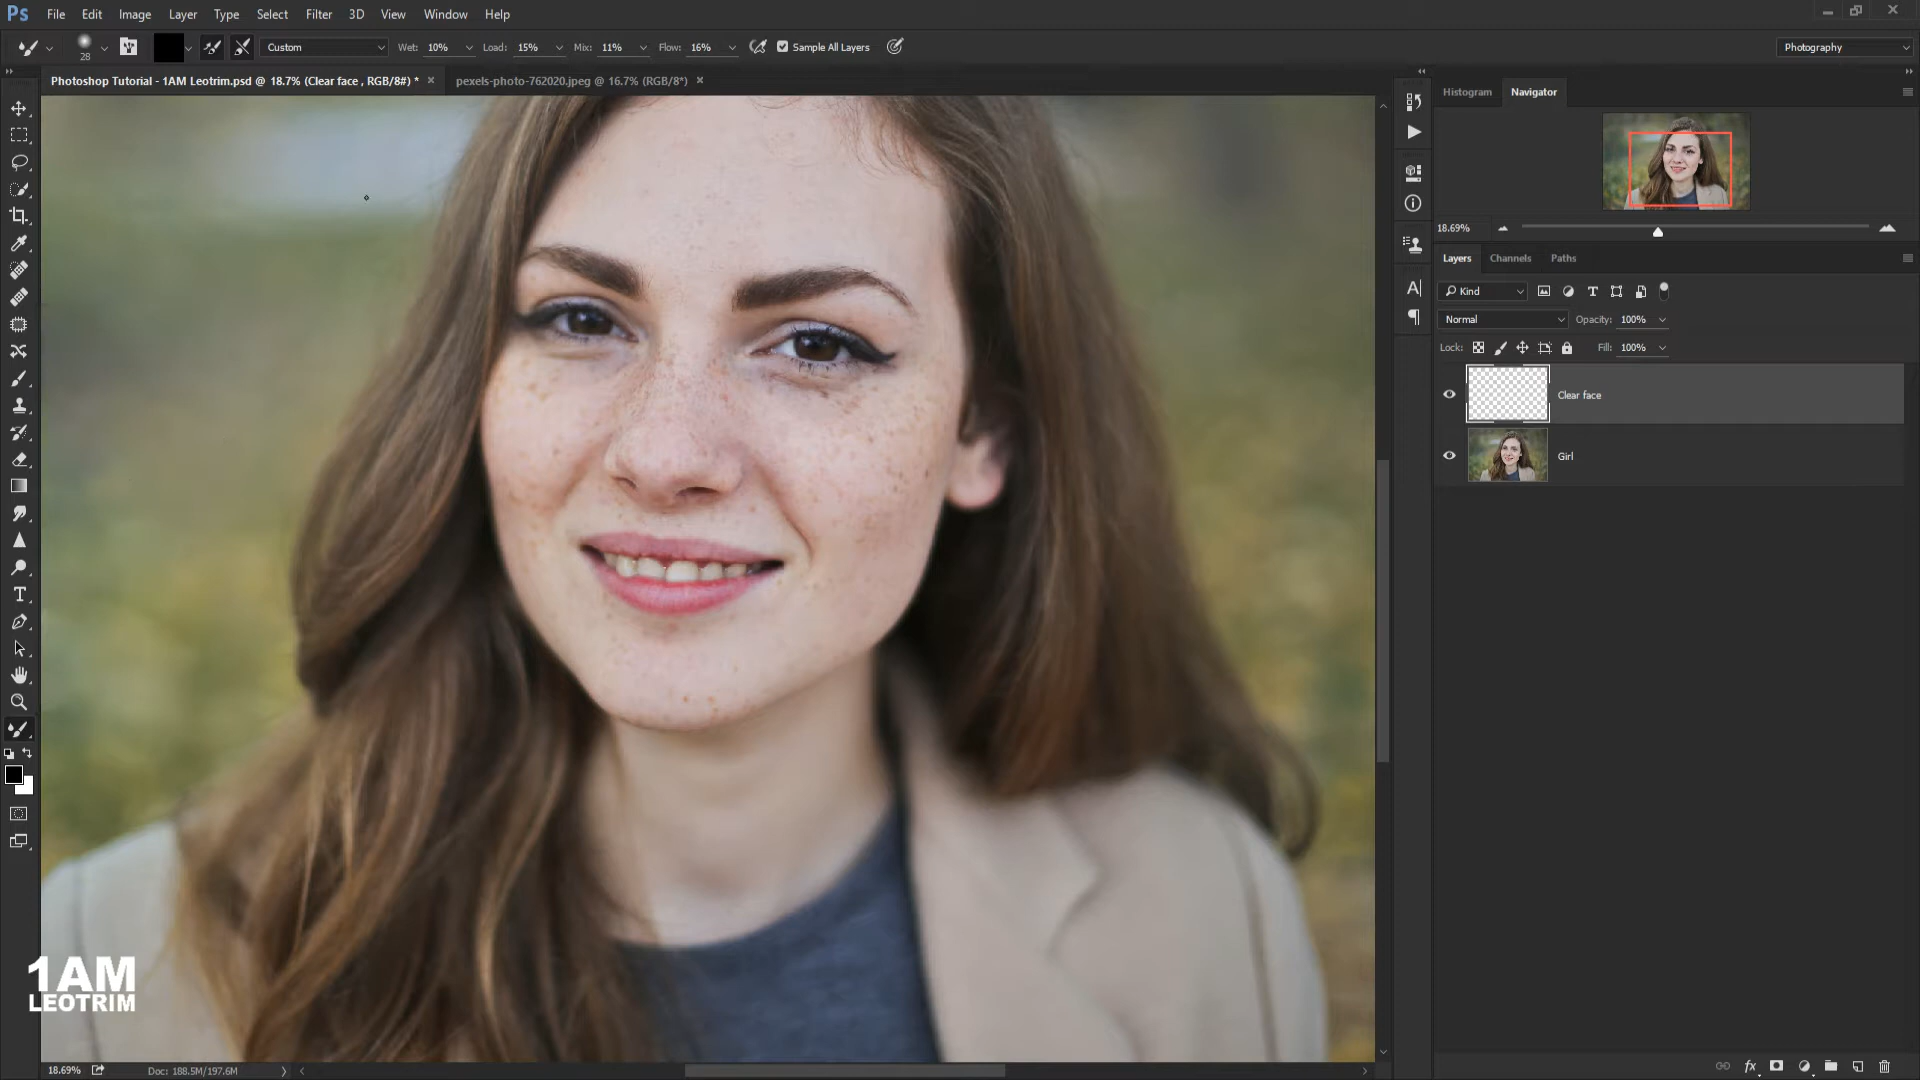 Ps File Edit Image Layer Type Select Filter 3D View Window Help
28 Custom Wet: 10% Load: 15% Mix: 11% Flow: 16% Sample All Layers Photography
Photoshop Tutorial - 1AM Leotrim.psd @ 18.7% (Clear face , RGB/8#) * × pexels-photo-762020.jpeg @ 16.7% (RGB/8*) ×
Histogram Navigator
18.69%
Layers Channels Paths
Kind
Normal Opacity: 100%
Lock: Fill: 100%
Clear face
Girl
1AM
LEOTRIM
18.69% Doc: 188.5M/197.6M